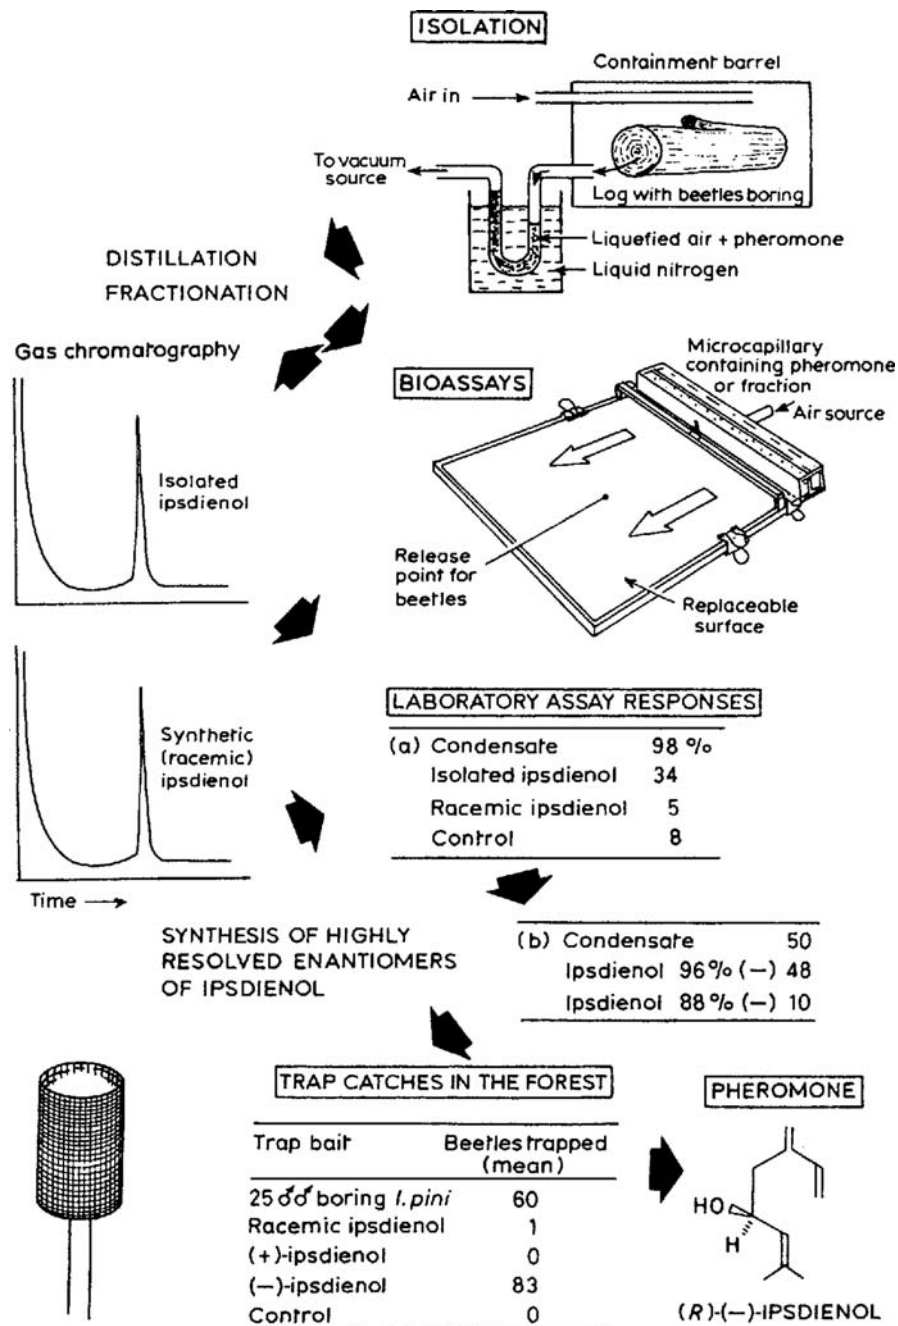 ISOLATION
Containment barrel
Air in
To vacuum
source
Log with beetles boring
Liquefied air + pheromone
Liquid nitrogen
DISTILLATION
FRACTIONATION
Gas chromatography
Isolated
ipsdienol
BIOASSAYS
Microcapillary
containing pheromone
or fraction
Air source
Release
point for
beetles
Replaceable
surface
Synthetic
(racemic)
ipsdienol
Time
LABORATORY ASSAY RESPONSES
(a) Condensate 98 %
Isolated ipsdienol 34
Racemic ipsdienol 5
Control 8
SYNTHESIS OF HIGHLY
RESOLVED ENANTIOMERS
OF IPSDIENOL
(b) Condensate 50
Ipsdienol 96% (−) 48
Ipsdienol 88% (−) 10
TRAP CATCHES IN THE FOREST
Trap bait Beetles trapped
(mean)
25 ♂♂ boring I. pini 60
Racemic ipsdienol 1
(+)-ipsdienol 0
(−)-ipsdienol 83
Control 0
PHEROMONE
HO
H
(R)-(−)-IPSDIENOL